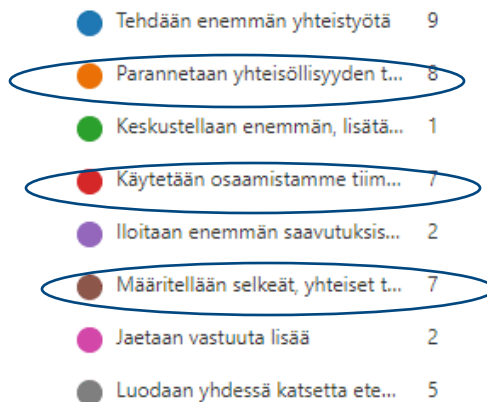 Tehdään enemmän yhteistyötä 9
Parannetaan yhteisöllisyyden t... 8
Keskustellaan enemmän, lisätä... 1
Käytetään osaamistamme tiim... 7
Iloitaan enemmän saavutuksis... 2
Määritellään selkeät, yhteiset t... 7
Jaetaan vastuuta lisää 2
Luodaan yhdessä katsetta ete... 5